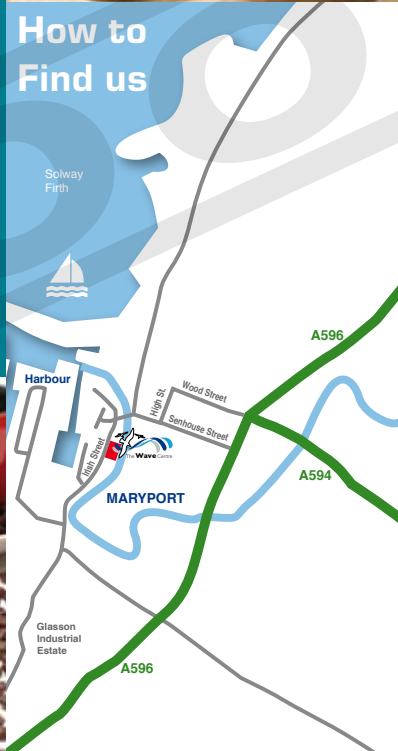 How to
Find us
Solway
Firth
A596
Harbour
High St.
Wood Street
Senhouse Street
Irish Street
The Wave Centre
A594
MARYPORT
Glasson
Industrial
Estate
A596